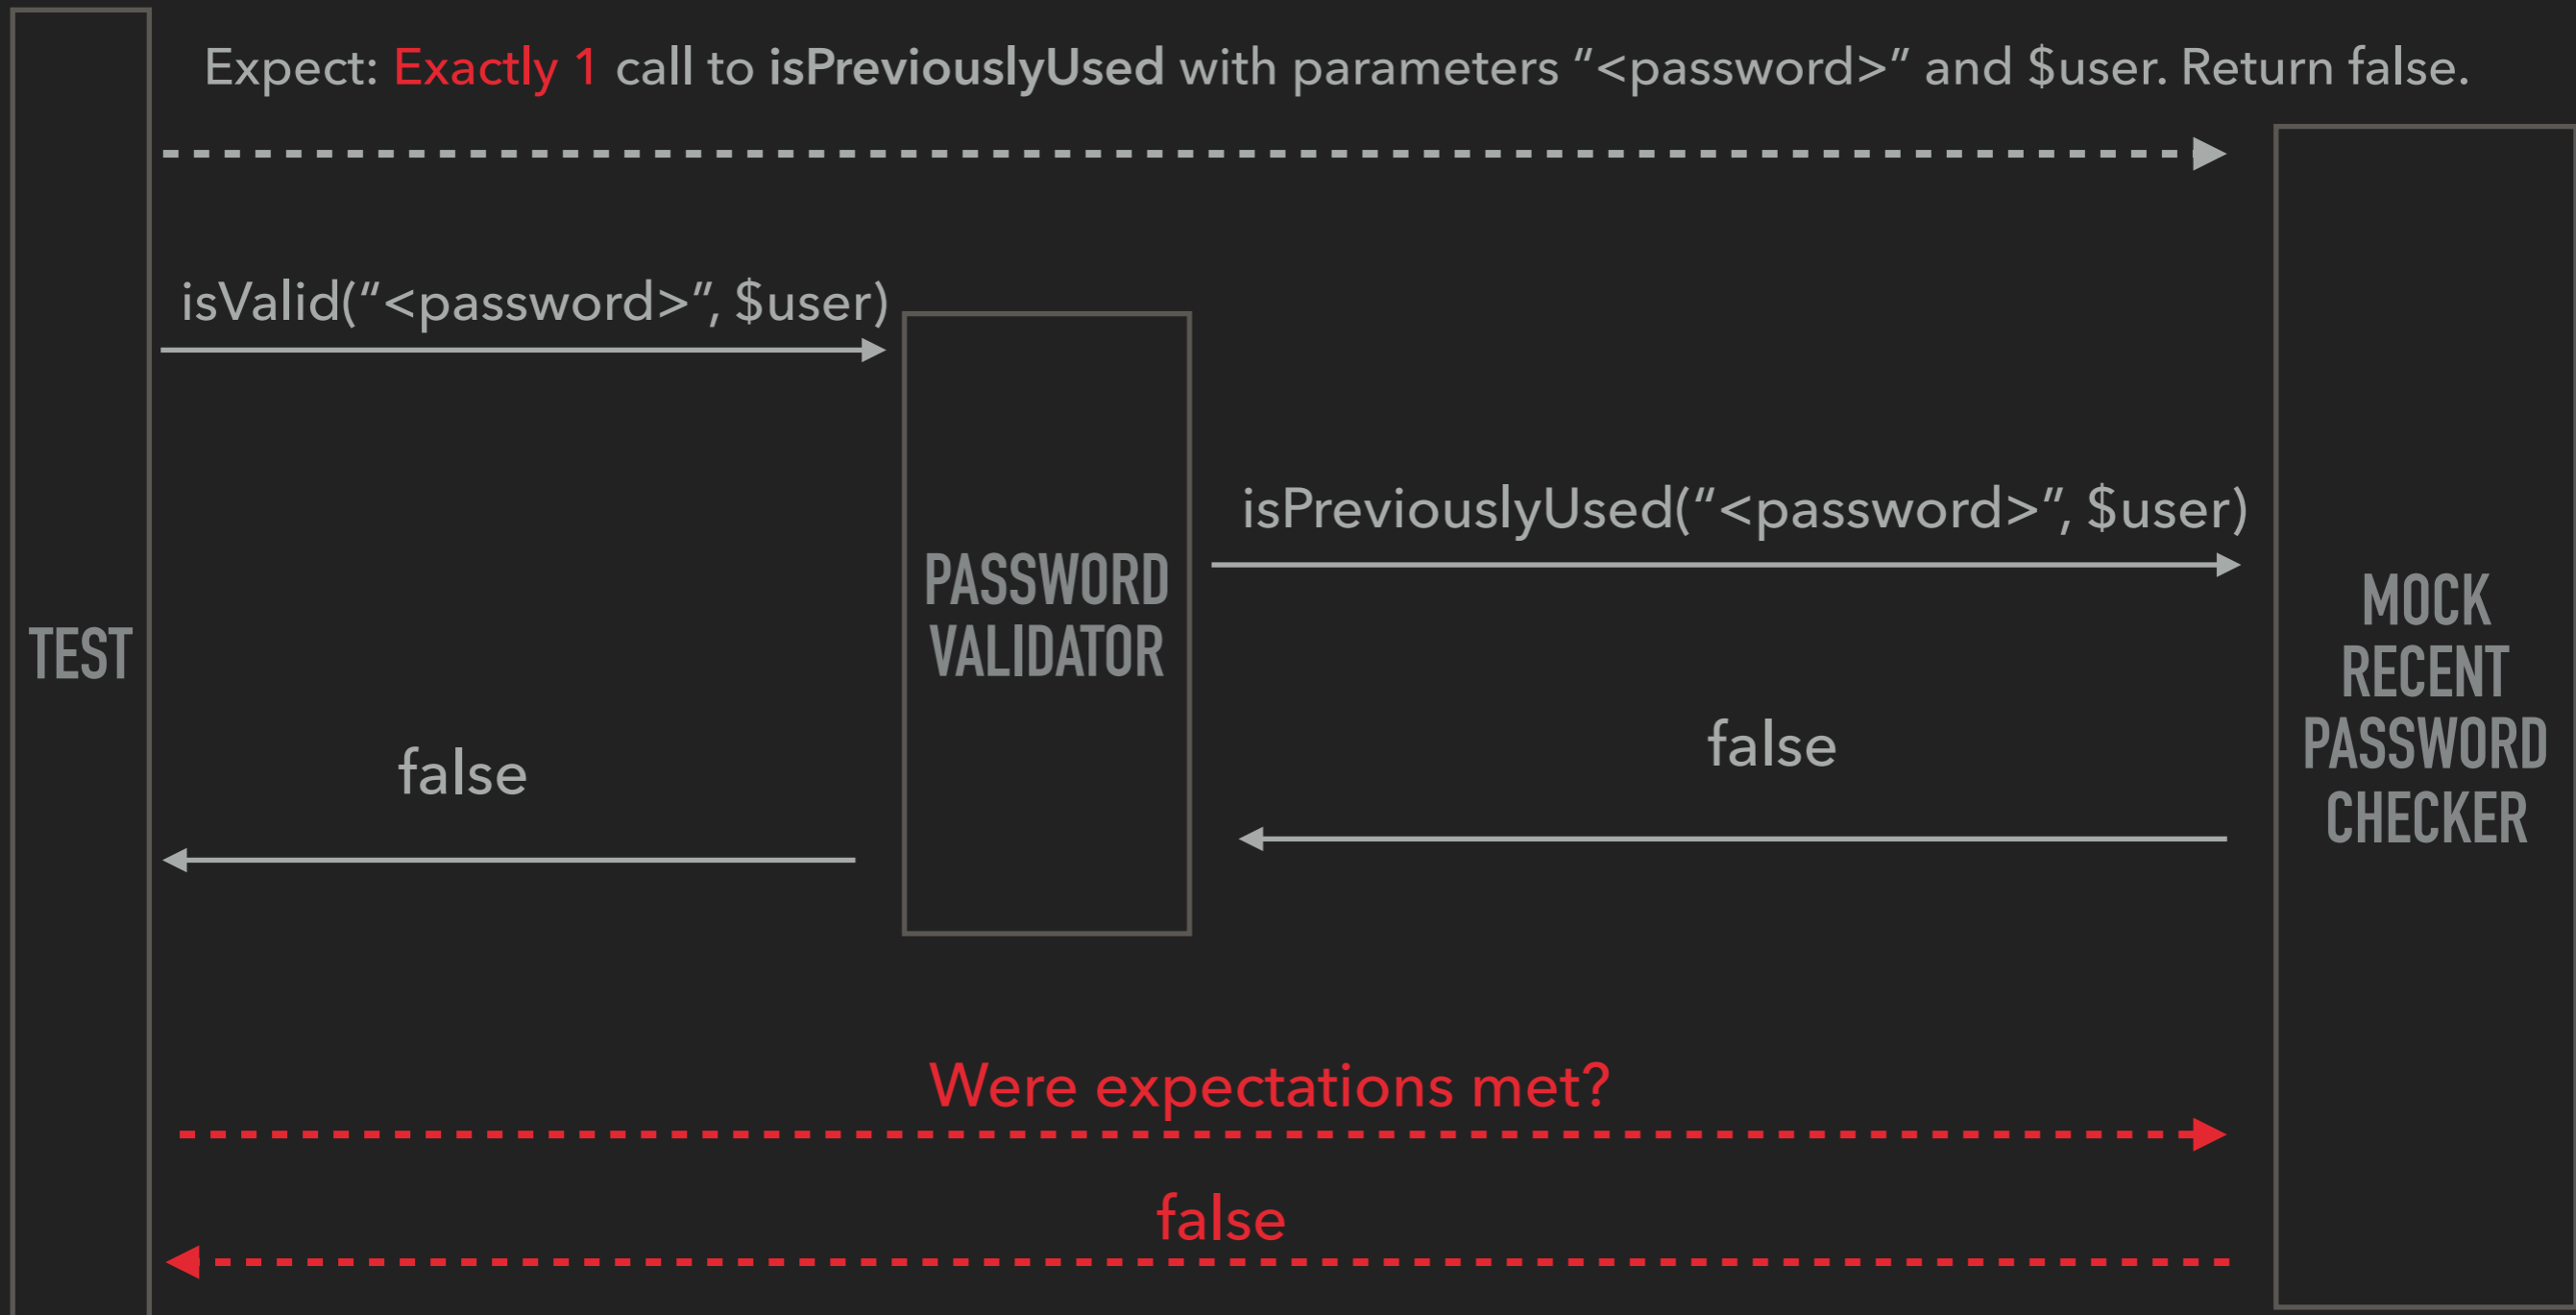 Expect: Exactly 1 call to isPreviouslyUsed with parameters “<password>” and $user. Return false.
isValid(“<password>”, $user)
isPreviouslyUsed(“<password>”, $user)
PASSWORD
VALIDATOR
TEST
MOCK
RECENT
PASSWORD
CHECKER
false
false
Were expectations met?
false